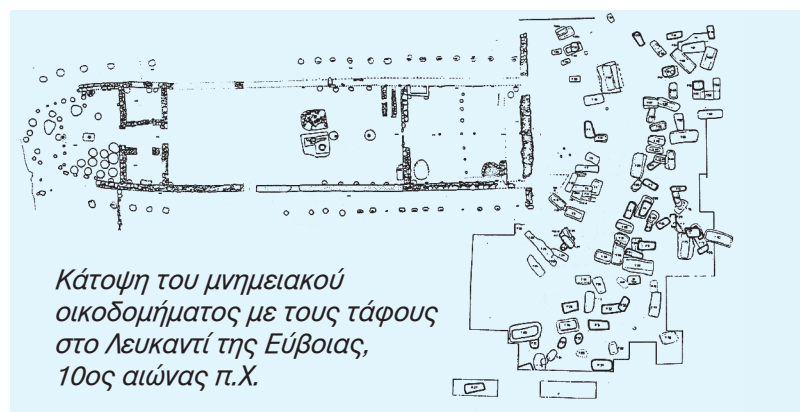 Κάτοψη του μνημειακού
οικοδομήματος με τους τάφους
στο Λευκαντί της Εύβοιας,
10ος αιώνας π.Χ.